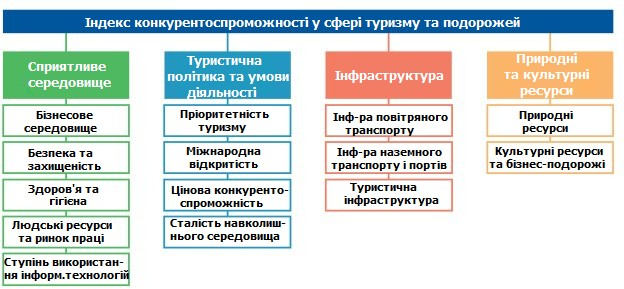 Індекс конкурентоспроможності у сфері туризму та подорожей
Сприятливе
середовище
Бізнесове
середовище
Безпека та
захищеність
Здоров'я та
гігієна
Людські ресурси
та ринок праці
Ступінь використан-
ня інформ.технологій
Туристична
політика та умови
діяльності
Пріоритетність
туризму
Міжнародна
відкритість
Цінова конкуренто-
спроможність
Сталість навколиш-
нього середовища
Інфраструктура
Інф-ра повітряного
транспорту
Інф-ра наземного
транспорту і портів
Туристична
інфраструктура
Природні
та культурні
ресурси
Природні
ресурси
Культурні ресурси
та бізнес-подорожі